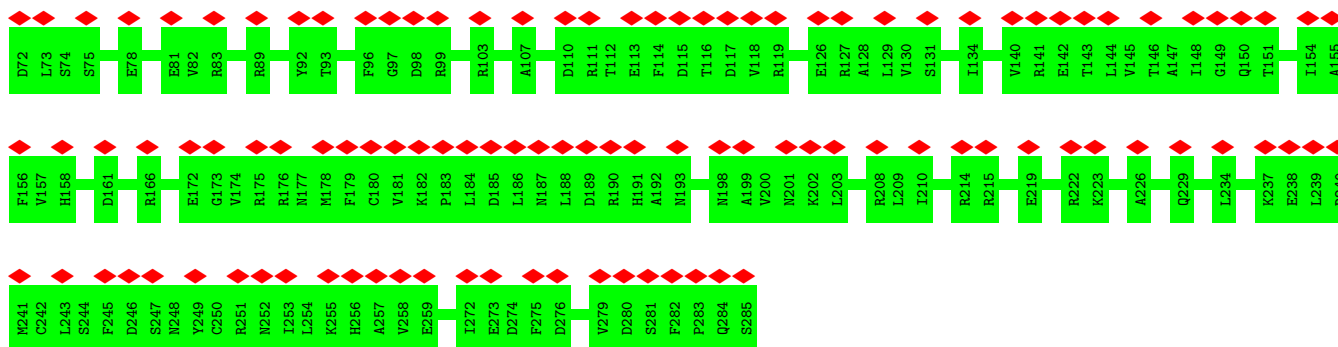 D72 L73 S74 S75 E78 E81 V82 R83 R89 Y92 T93 F96 G97 D98 R99 R103 A107 D110 R111 T112 E113 F114 D115 T116 D117 V118 R119 E126 R127 A128 L129 V130 S131 I134 V140 R141 E142 T143 L144 V145 T146 A147 I148 G149 Q150 T151 I154 A155
F156 V157 H158 D161 R166 E172 G173 V174 R175 R176 N177 M178 F179 C180 V181 K182 P183 L184 D185 L186 N187 L188 D189 R190 H191 A192 N193 N198 A199 V200 N201 K202 L203 R208 L209 I210 R214 R215 E219 R222 K223 A226 Q229 L234 K237 E238 L239
M241 C242 L243 S244 F245 D246 S247 N248 Y249 C250 R251 N252 I253 L254 K255 H256 A257 V258 E259 I272 E273 D274 F275 D276 V279 D280 S281 F282 P283 Q284 S285